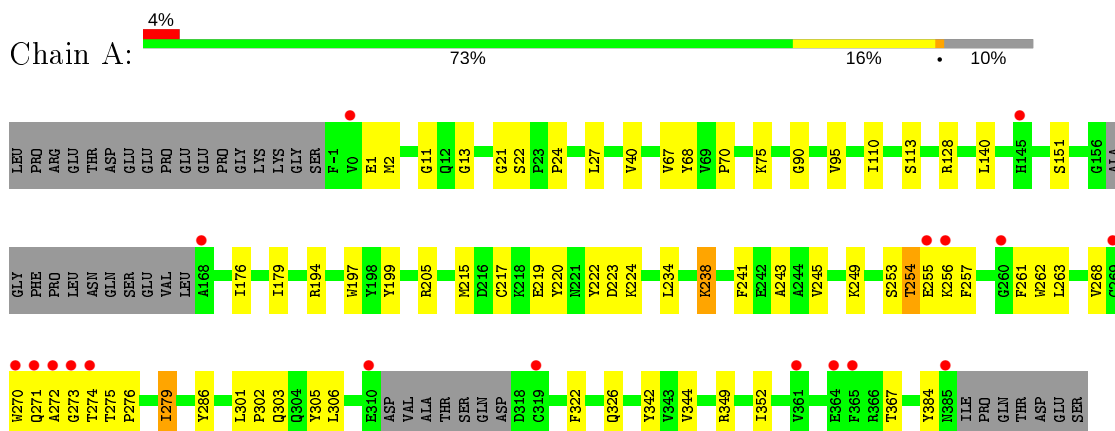 4%
Chain A:
73% 16% • 10%
LEU PRO ARG GLU THR ASP GLU GLU PRO GLU GLU PRO GLY LYS LYS GLY SER F-1 V0 E1 M2 G11 Q12 G13 G21 S22 P23 P24 L27 V40 V67 Y68 V69 P70 K75 G90 V95 I110 S113 R128 L140 H145 S151 G156 ALA
GLY PHE PRO LEU ASN GLN SER GLU VAL LEU A168 I176 I179 R194 W197 Y198 Y199 R205 M215 D216 C217 K218 E219 Y220 N221 Y222 D223 K224 L234 K238 F241 E242 A243 A244 V245 K249 S253 T254 E255 K256 F257 G260 F261 W262 L263 V268 C269
W270 Q271 A272 G273 T274 T275 P276 I279 Y286 L301 P302 Q303 Q304 Y305 L306 E310 ASP VAL ALA THR SER GLN ASP D318 C319 F322 Q326 Y342 V343 V344 R349 I352 V361 E364 F365 R366 T367 Y384 N385 ILE PRO GLN THR ASP GLU SER